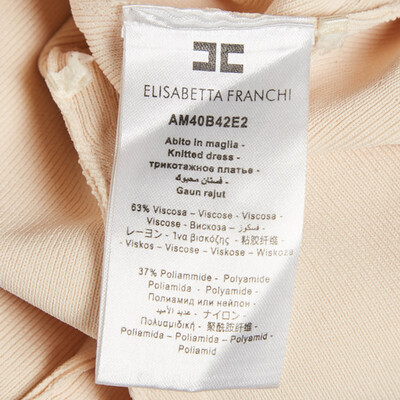 ELISABETTA FRANCHI
AM40B42E2
Abito in maglia -
Knitted dress -
трикотажное платье -
فستان محبوك -
Gaun rajut
63% Viscosa - Viscose - Viscosa -
Viscose - Viscose - Вискоза - فسكوز -
レーヨン - Ίνα βισκόζης - 粘胶纤维 -
- Viskos - Viscose - Viskose - Wiskoza
37% Poliammide - Polyamide
Poliamida - Polyamide -
Полиамид или нейлон -
ナイロン - عديد الأميد -
Πολυαμιδική - 聚酰胺纤维 -
Poliamida - Poliamid - Polyamid -
Poliamid